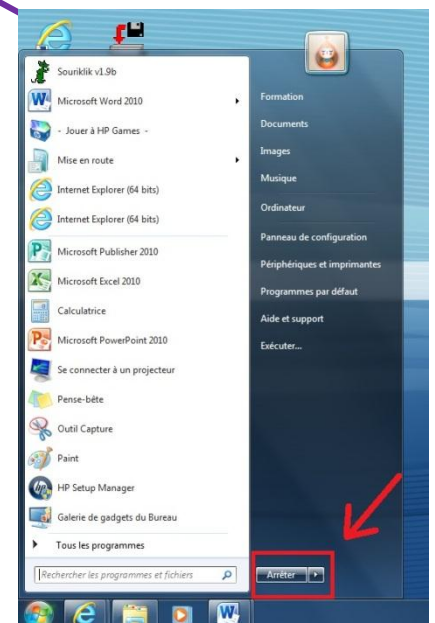 Souriklik v1.9b
Microsoft Word 2010
- Jouer à HP Games -
Mise en route
Internet Explorer (64 bits)
Internet Explorer (64 bits)
Microsoft Publisher 2010
Microsoft Excel 2010
Calculatrice
Microsoft PowerPoint 2010
Se connecter à un projecteur
Pense-bête
Outil Capture
Paint
HP Setup Manager
Galerie de gadgets du Bureau
Tous les programmes
Rechercher les programmes et fichiers
Formation
Documents
Images
Musique
Ordinateur
Panneau de configuration
Périphériques et imprimantes
Programmes par défaut
Aide et support
Exécuter...
Arrêter